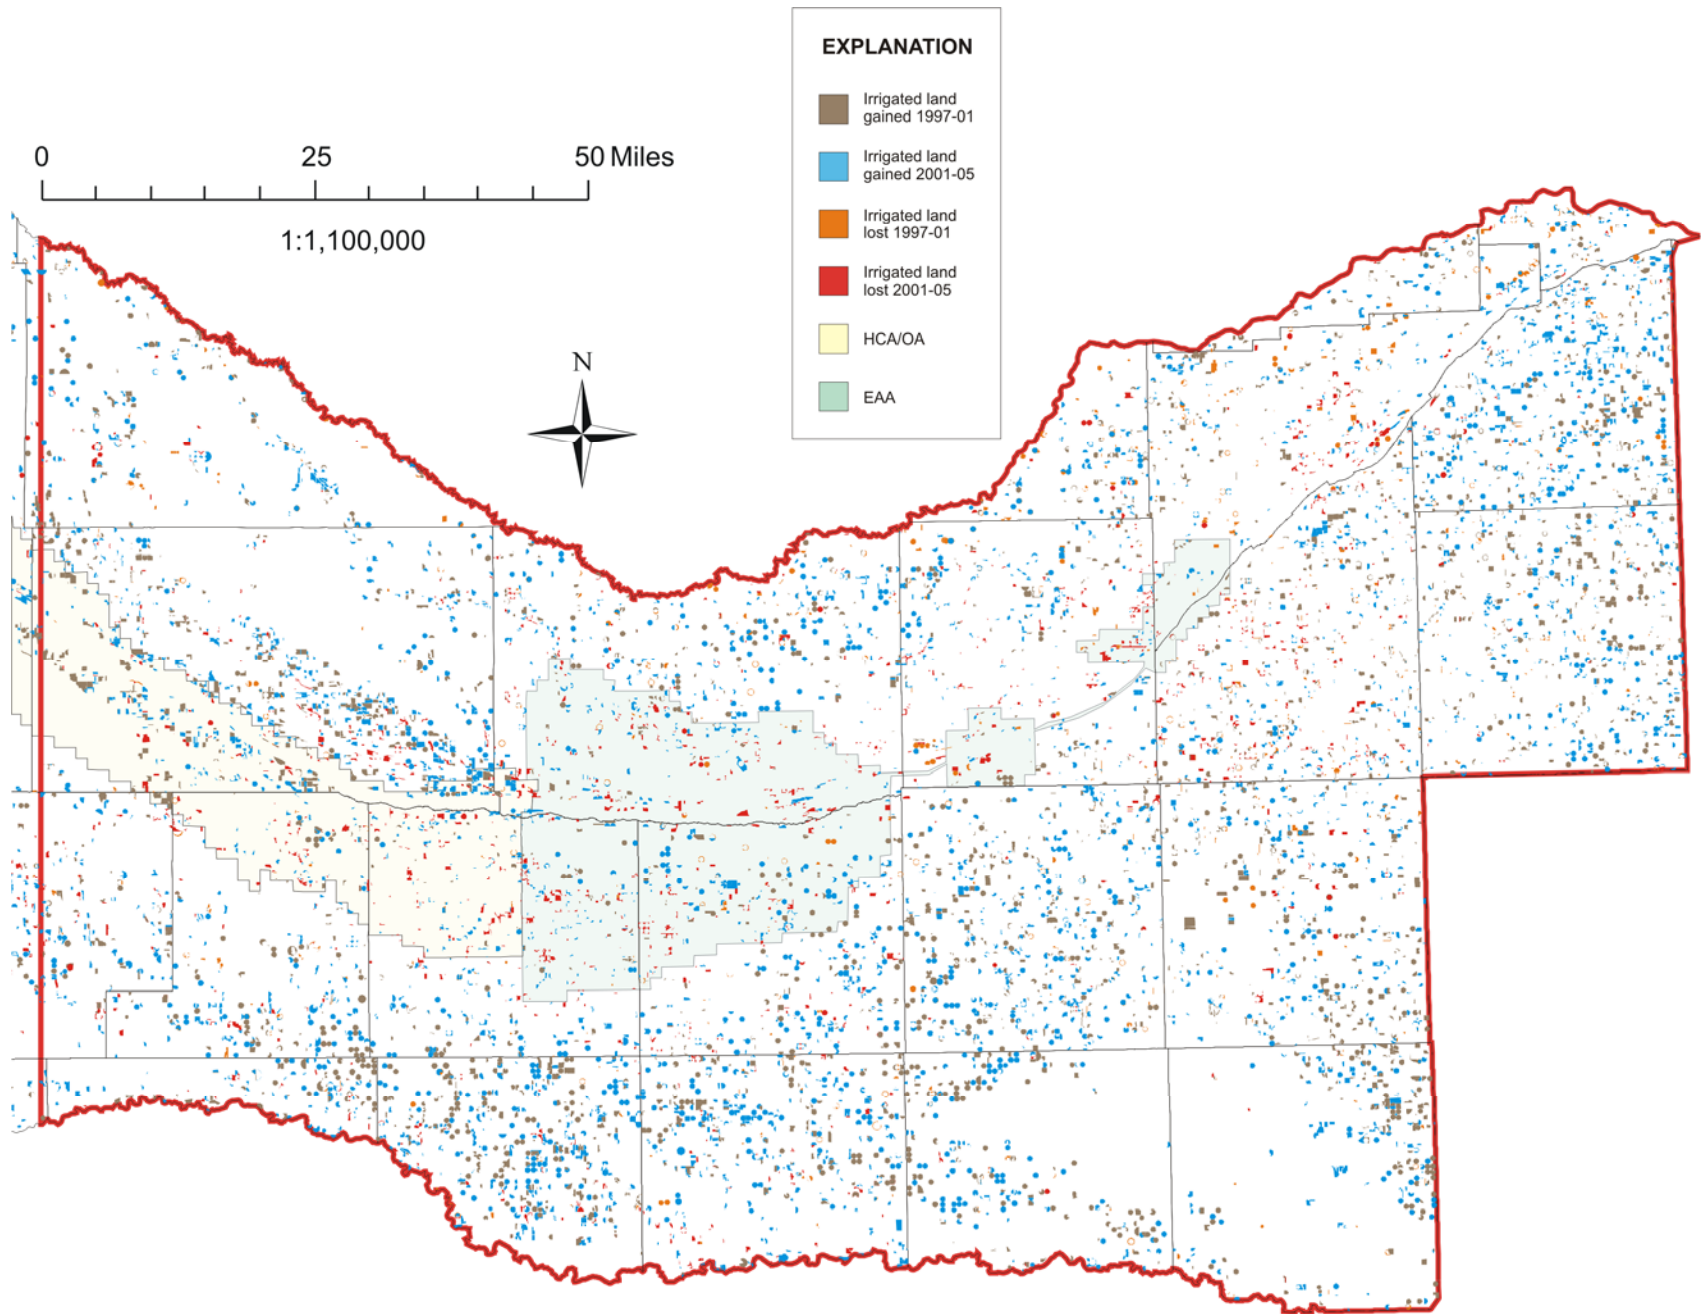 EXPLANATION
Irrigated land
gained 1997-01
Irrigated land
gained 2001-05
Irrigated land
lost 1997-01
Irrigated land
lost 2001-05
HCA/OA
EAA
0 25 50 Miles
1:1,100,000
N